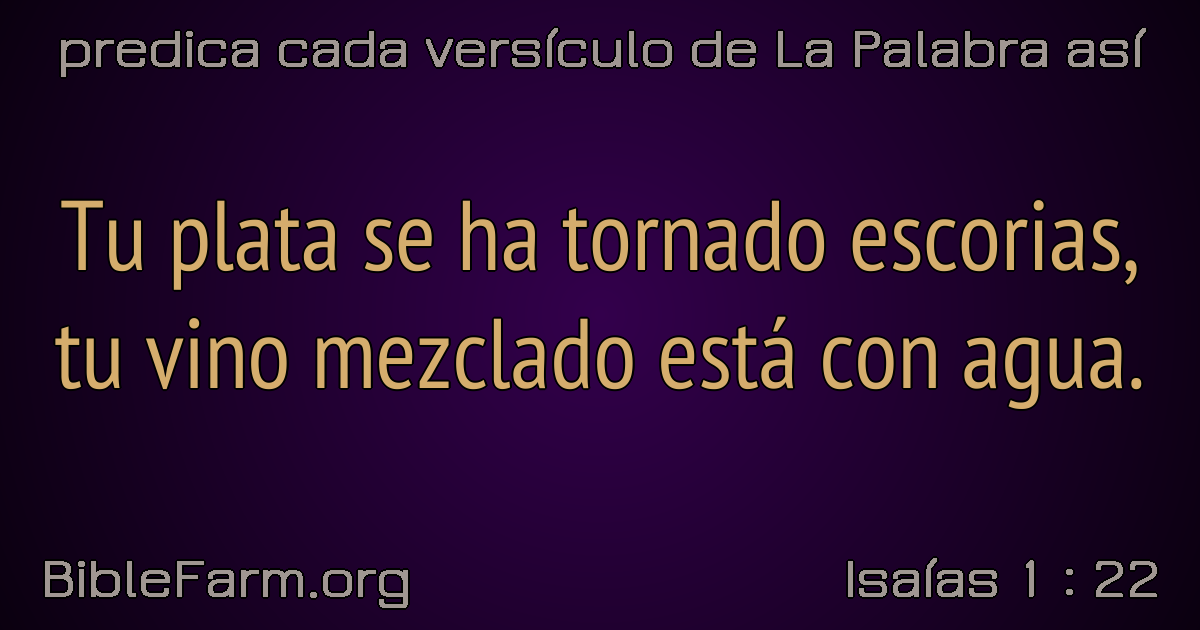 predica cada versículo de La Palabra así
Tu plata se ha tornado escorias,
tu vino mezclado está con agua.
BibleFarm.org
Isaías 1 : 22